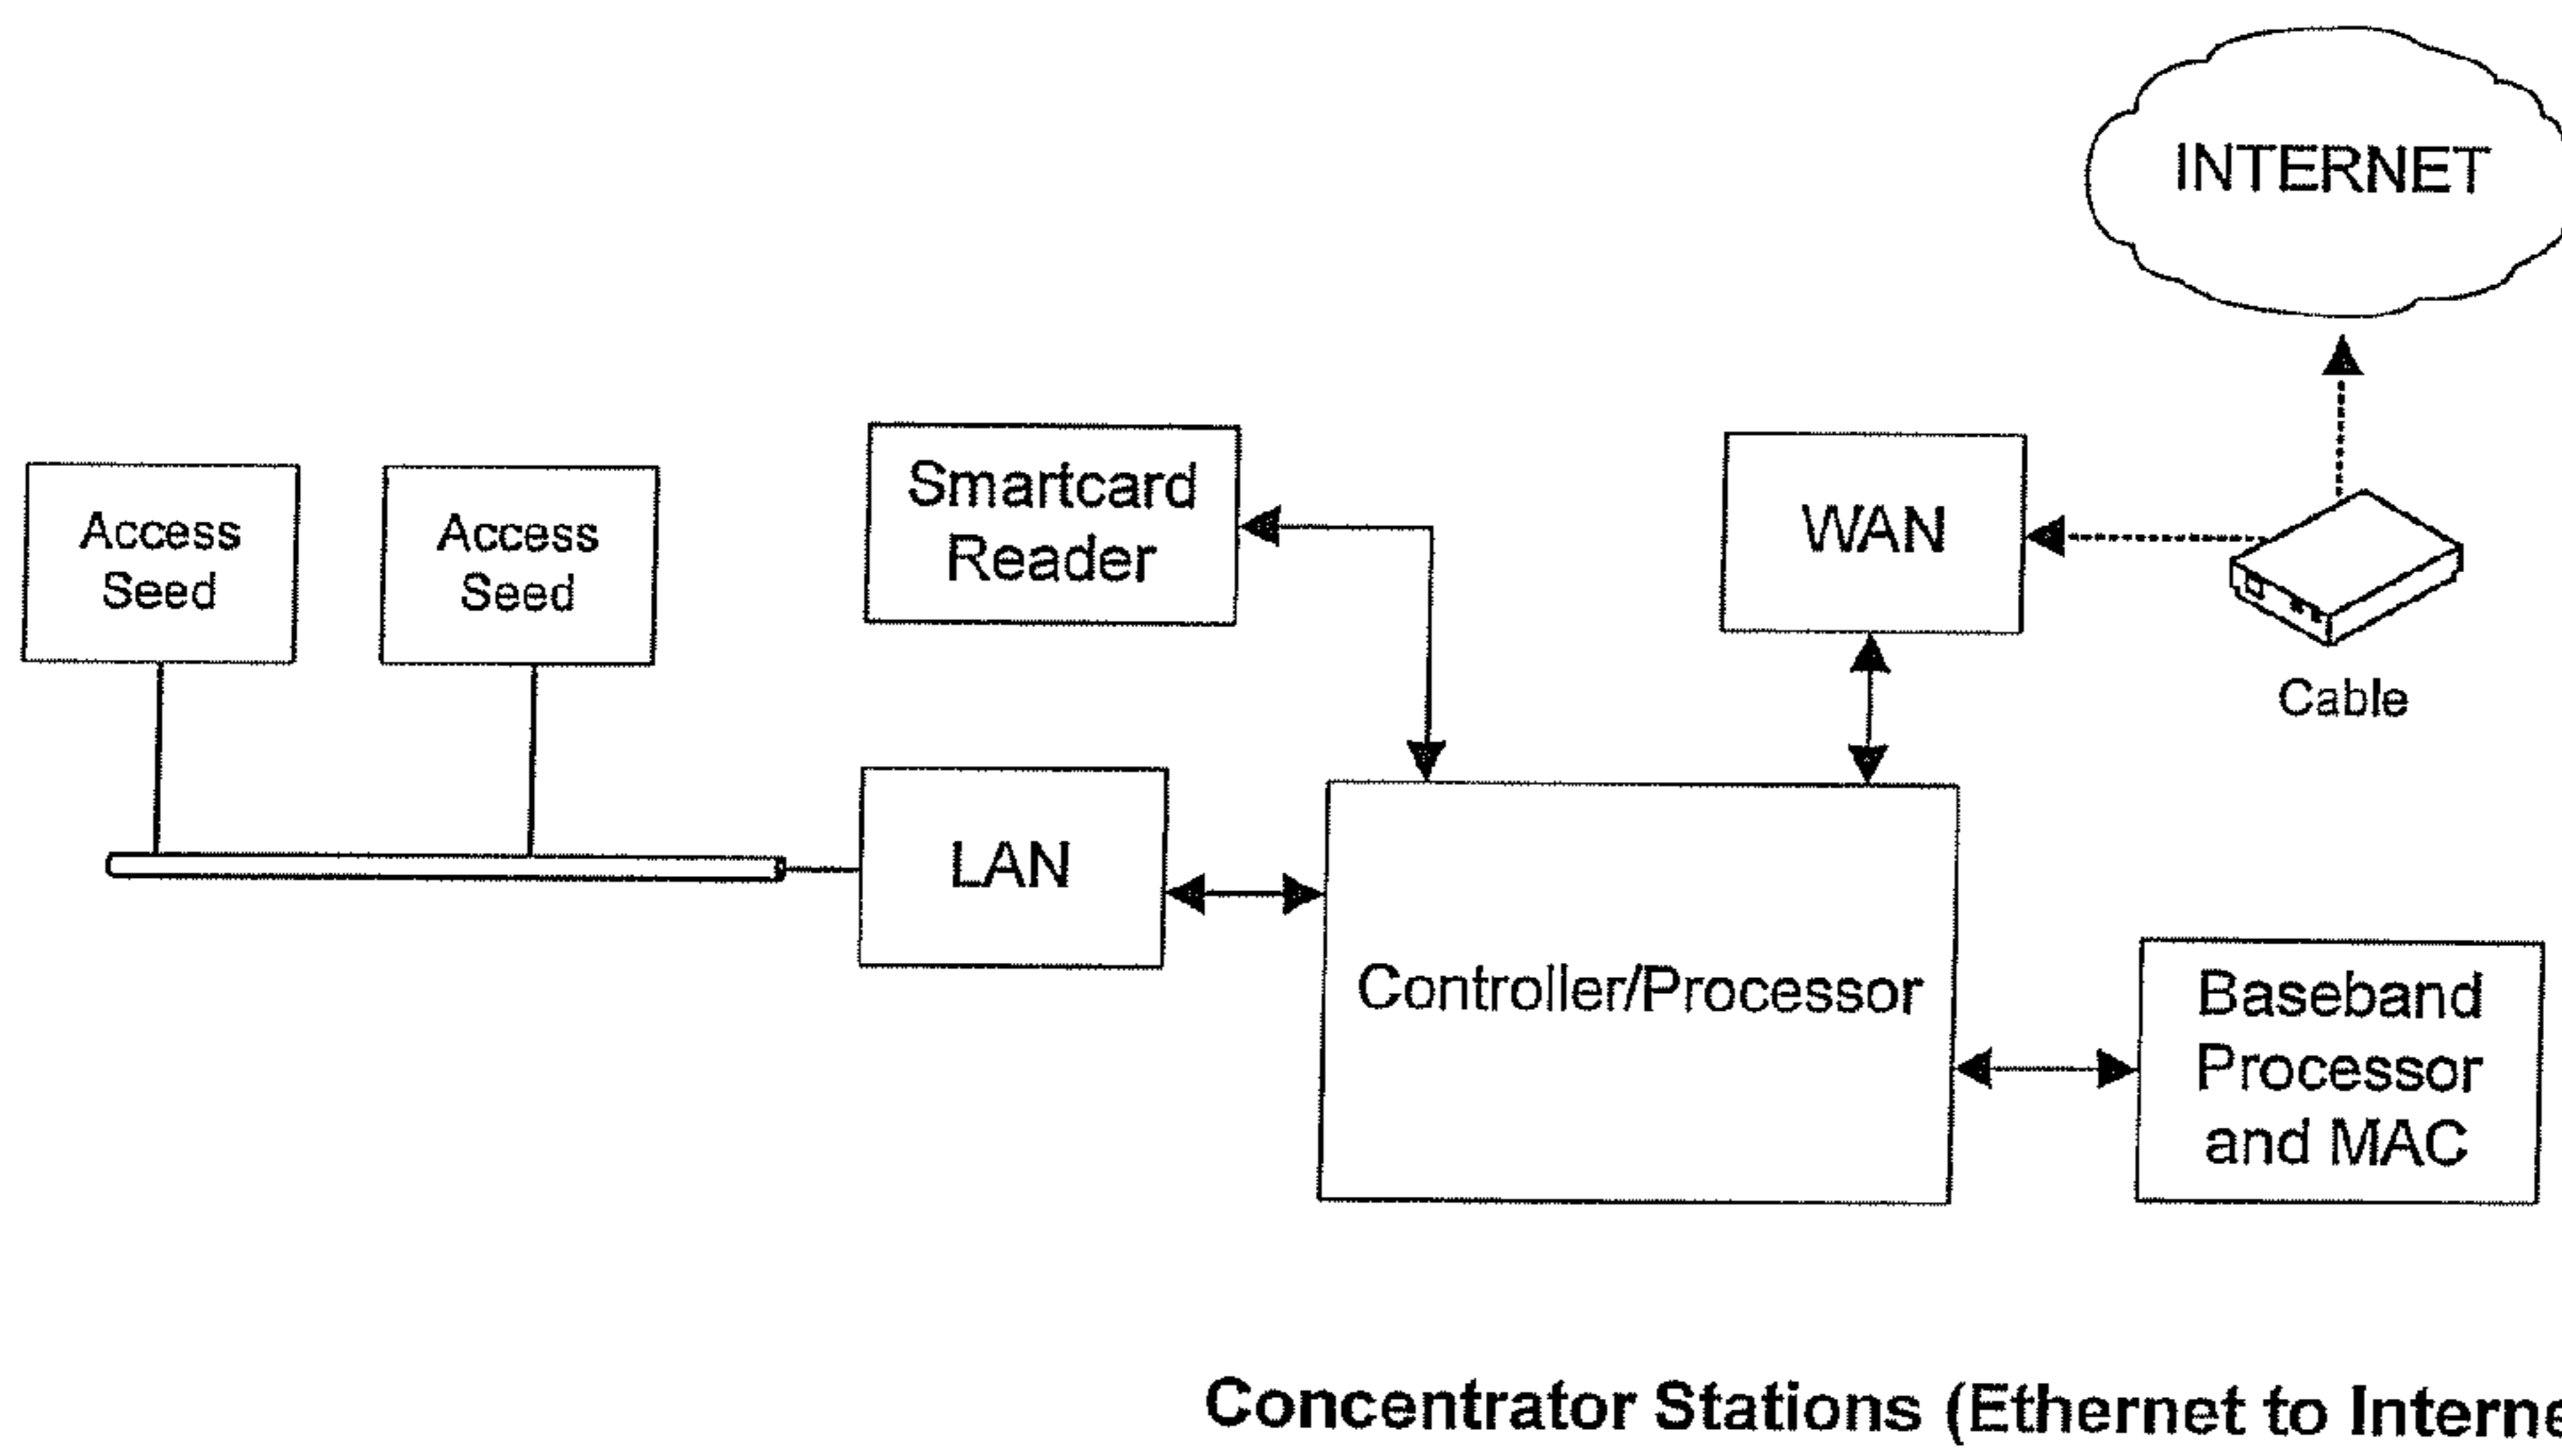 INTERNET
Smartcard
Reader
WAN
Access
Seed
Access
Seed
Cable
LAN
Controller/Processor
Baseband
Processor
and MAC
Concentrator Stations (Ethernet to Interne